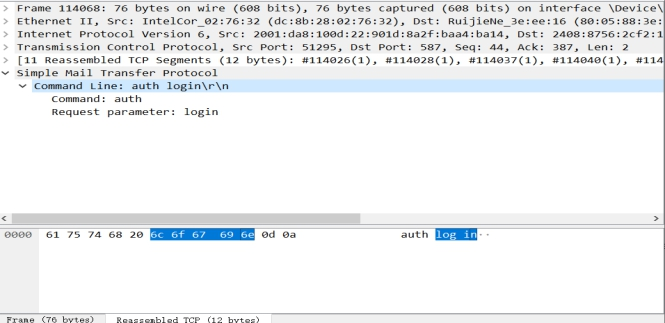 Frame 114068: 76 bytes on wire (608 bits), 76 bytes captured (608 bits) on interface \Device\
Ethernet II, Src: IntelCor_02:76:32 (dc:8b:28:02:76:32), Dst: RuijieNe_3e:ee:16 (80:05:88:3e:
Internet Protocol Version 6, Src: 2001:da8:100d:22:901d:8a2f:baa4:ba14, Dst: 2408:8756:2cf2:1
Transmission Control Protocol, Src Port: 51295, Dst Port: 587, Seq: 44, Ack: 387, Len: 2
[11 Reassembled TCP Segments (12 bytes): #114026(1), #114028(1), #114037(1), #114040(1), #114
Simple Mail Transfer Protocol
Command Line: auth login\r\n
Command: auth
Request parameter: login
0000 61 75 74 68 20 6c 6f 67 69 6e 0d 0a auth log in··
Frame (76 bytes) Reassembled TCP (12 bytes)